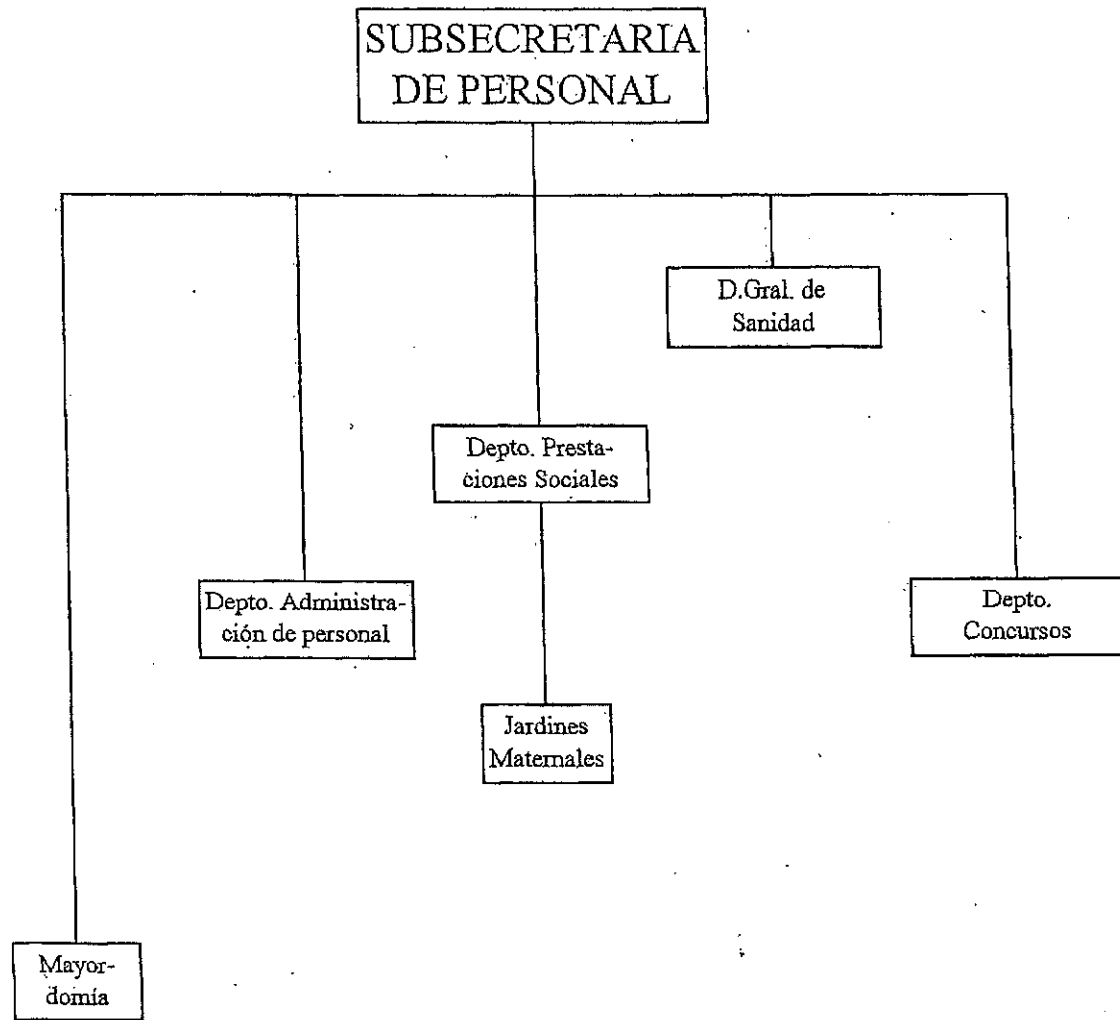 SUBSECRETARIA
DE PERSONAL
D.Gral. de
Sanidad
Depto. Presta-
ciones Sociales
Depto. Administra-
ción de personal
Depto.
Concursos
Jardines
Maternales
Mayor-
domía